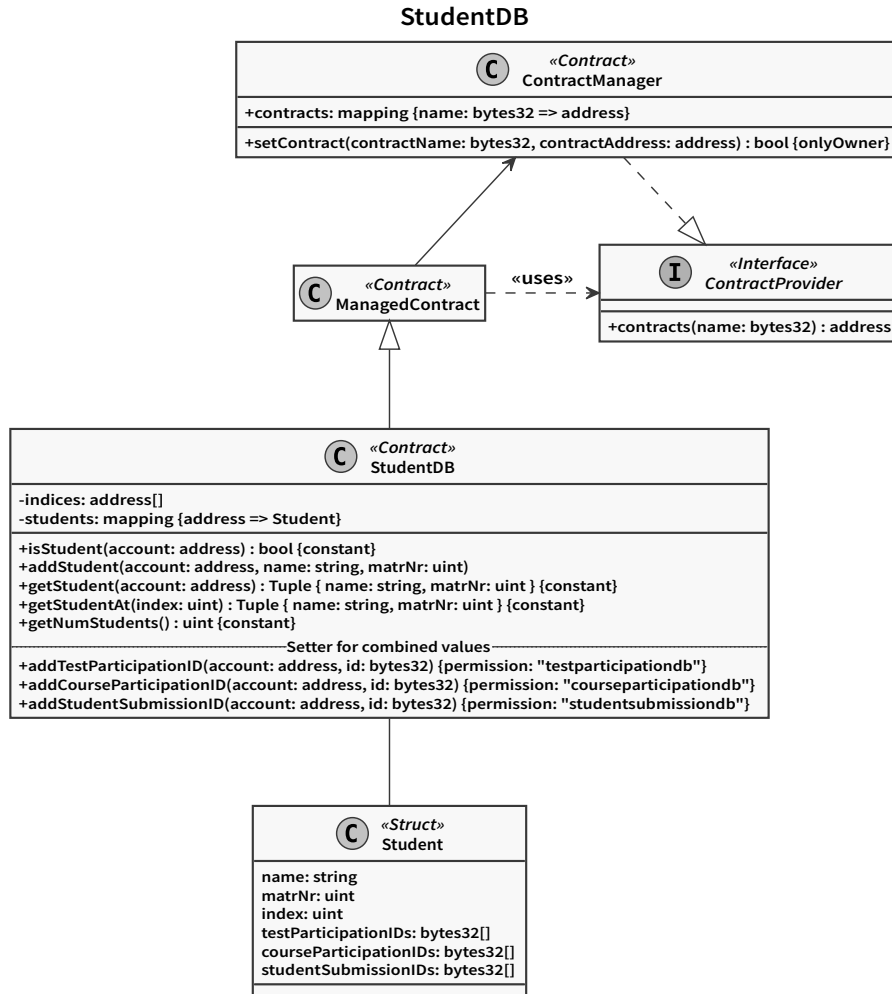 StudentDB
C
«Contract»
ContractManager
+contracts: mapping {name: bytes32 => address}
+setContract(contractName: bytes32, contractAddress: address) : bool {onlyOwner}
C
«Contract»
ManagedContract
«uses»
I
«Interface»
ContractProvider
+contracts(name: bytes32) : address
C
«Contract»
StudentDB
-indices: address[]
-students: mapping {address => Student}
+isStudent(account: address) : bool {constant}
+addStudent(account: address, name: string, matrNr: uint)
+getStudent(account: address) : Tuple { name: string, matrNr: uint } {constant}
+getStudentAt(index: uint) : Tuple { name: string, matrNr: uint } {constant}
+getNumStudents() : uint {constant}
Setter for combined values
+addTestParticipationID(account: address, id: bytes32) {permission: "testparticipationdb"}
+addCourseParticipationID(account: address, id: bytes32) {permission: "courseparticipationdb"}
+addStudentSubmissionID(account: address, id: bytes32) {permission: "studentsubmissiondb"}
C
«Struct»
Student
name: string
matrNr: uint
index: uint
testParticipationIDs: bytes32[]
courseParticipationIDs: bytes32[]
studentSubmissionIDs: bytes32[]